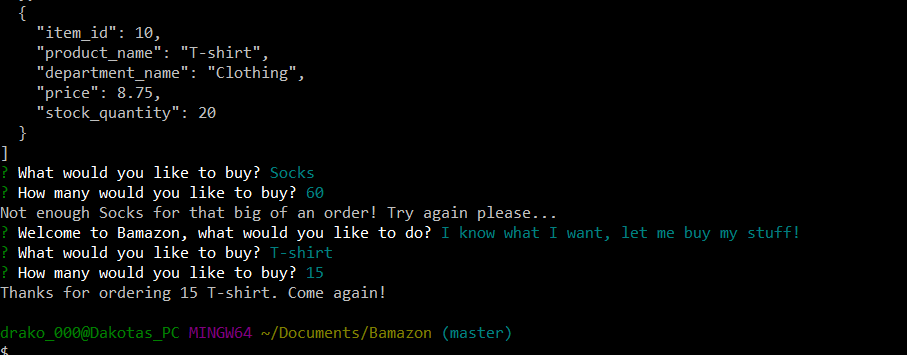 {
"item_id": 10,
"product_name": "T-shirt",
"department_name": "Clothing",
"price": 8.75,
"stock_quantity": 20
}
]
? What would you like to buy? Socks
? How many would you like to buy? 60
Not enough Socks for that big of an order! Try again please...
? Welcome to Bamazon, what would you like to do? I know what I want, let me buy my stuff!
? What would you like to buy? T-shirt
? How many would you like to buy? 15
Thanks for ordering 15 T-shirt. Come again!
drako_000@Dakotas_PC MINGW64 ~/Documents/Bamazon (master)
$